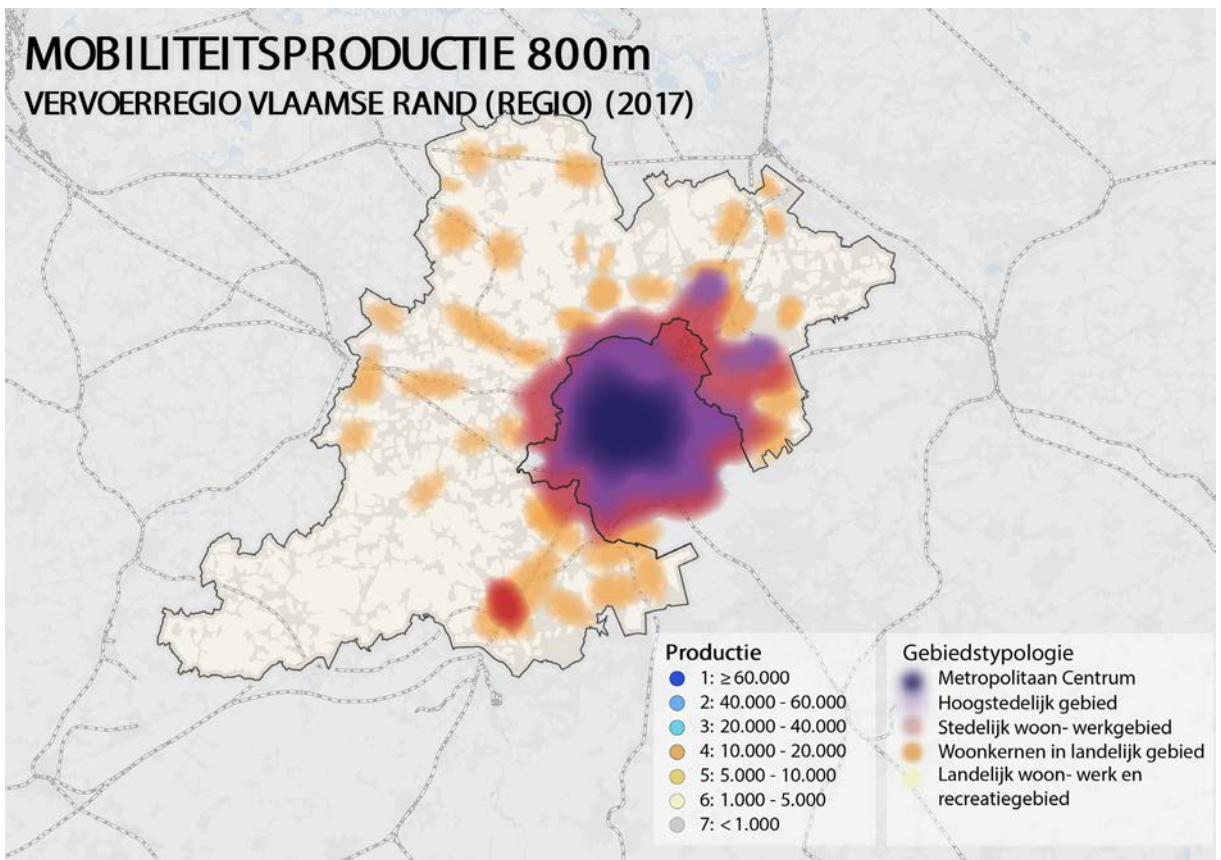 MOBILITEITSPRODUCTIE 800m
VERVOERREGIO VLAAMSE RAND (REGIO) (2017)
Productie
1: ≥ 60.000
2: 40.000 - 60.000
3: 20.000 - 40.000
4: 10.000 - 20.000
5: 5.000 - 10.000
6: 1.000 - 5.000
7: < 1.000
Gebiedstypologie
Metropolitaan Centrum
Hoogstedelijk gebied
Stedelijk woon- werkgebied
Woonkernen in landelijk gebied
Landelijk woon- werk en
recreatiegebied